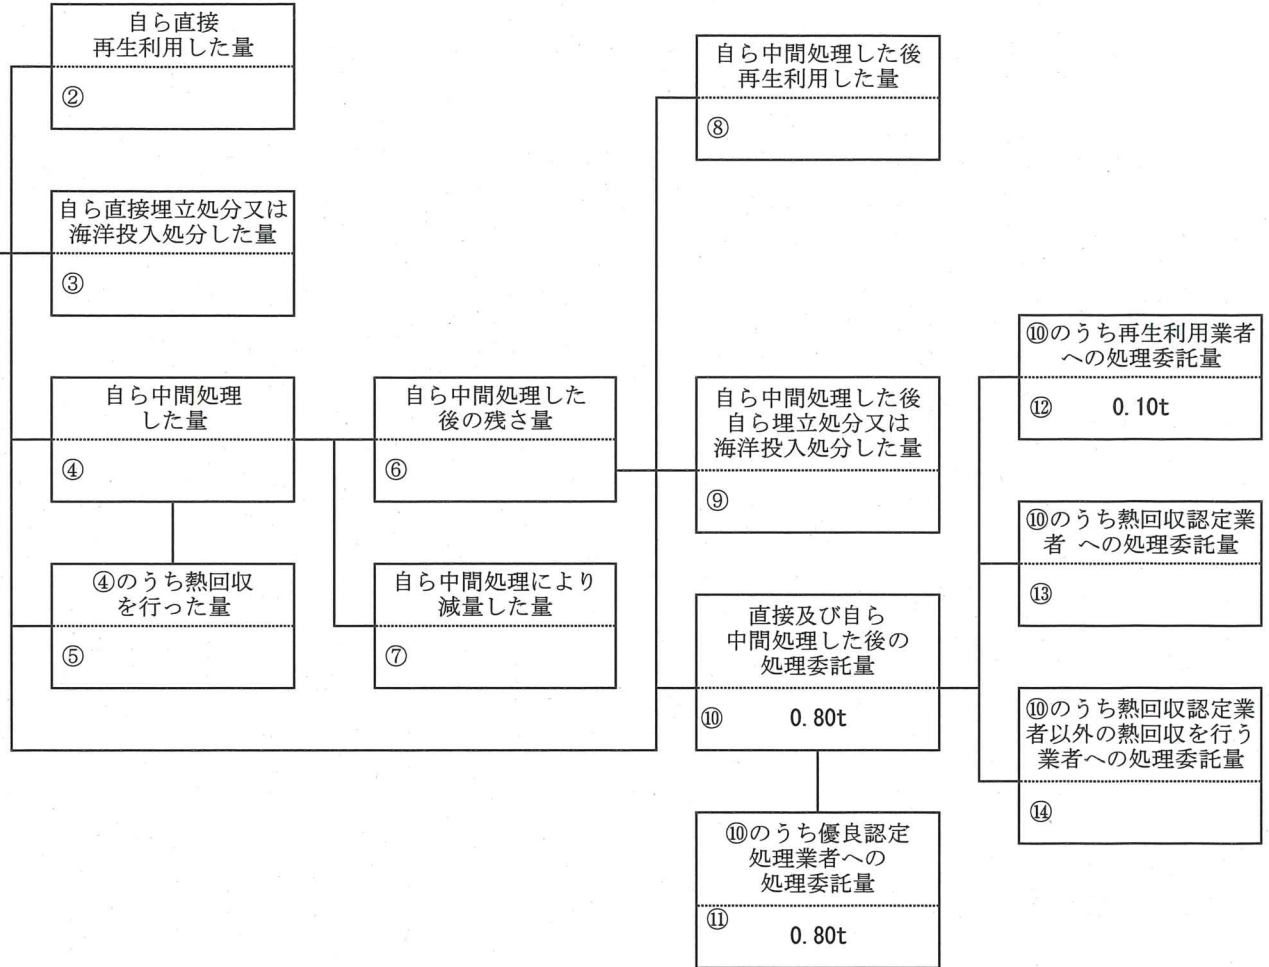 自ら直接
再生利用した量
②
自ら直接埋立処分又は
海洋投入処分した量
③
自ら中間処理
した量
④
④のうち熱回収
を行った量
⑤
自ら中間処理した
後の残さ量
⑥
自ら中間処理により
減量した量
⑦
自ら中間処理した後
再生利用した量
⑧
自ら中間処理した後
自ら埋立処分又は
海洋投入処分した量
⑨
直接及び自ら
中間処理した後の
処理委託量
⑩ 0.80t
⑩のうち優良認定
処理業者への
処理委託量
⑪ 0.80t
⑩のうち再生利用業者
への処理委託量
⑫ 0.10t
⑩のうち熱回収認定業
者 への処理委託量
⑬
⑩のうち熱回収認定業
者以外の熱回収を行う
業者への処理委託量
⑭